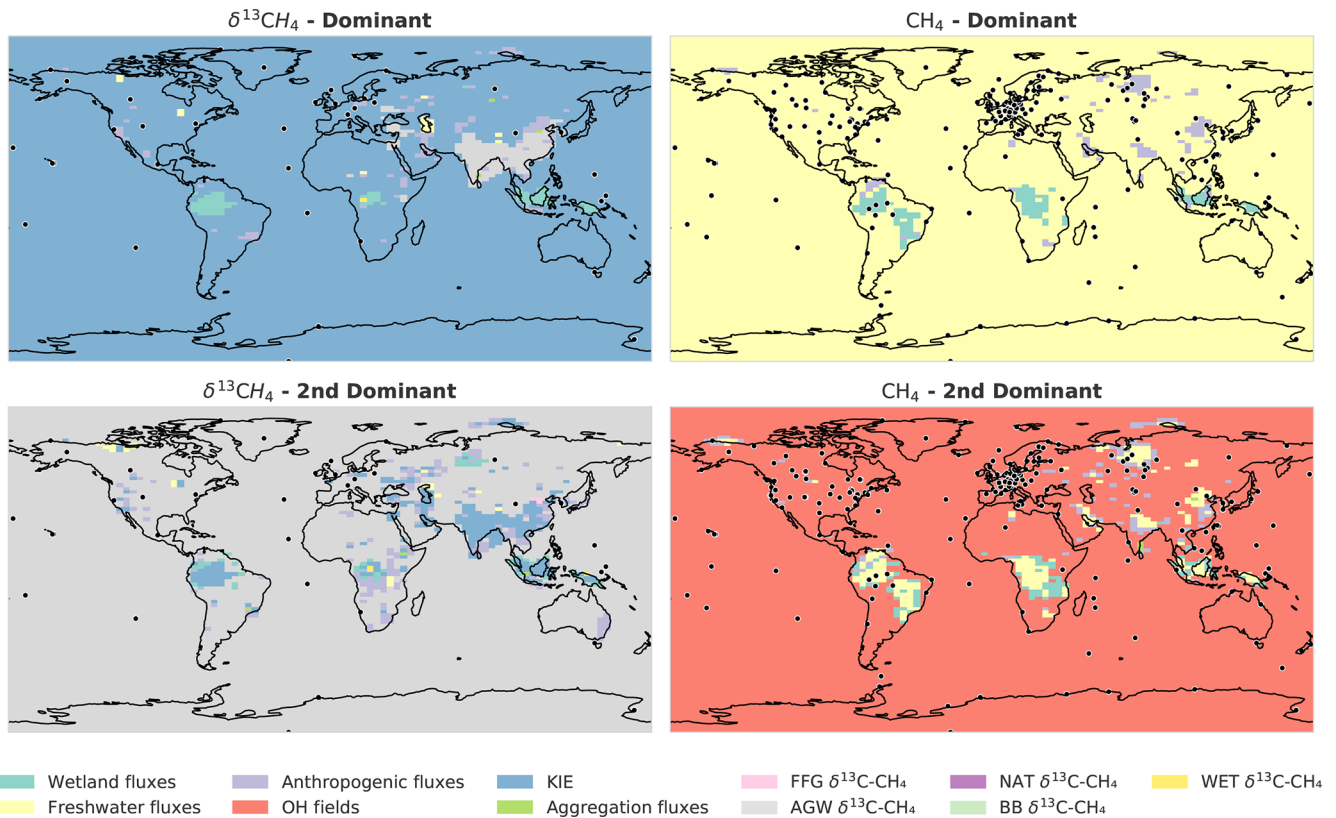 δ¹³CH₄ - Dominant
CH₄ - Dominant
δ¹³CH₄ - 2nd Dominant
CH₄ - 2nd Dominant
Wetland fluxes
Anthropogenic fluxes
KIE
FFG δ¹³C-CH₄
NAT δ¹³C-CH₄
WET δ¹³C-CH₄
Freshwater fluxes
OH fields
Aggregation fluxes
AGW δ¹³C-CH₄
BB δ¹³C-CH₄